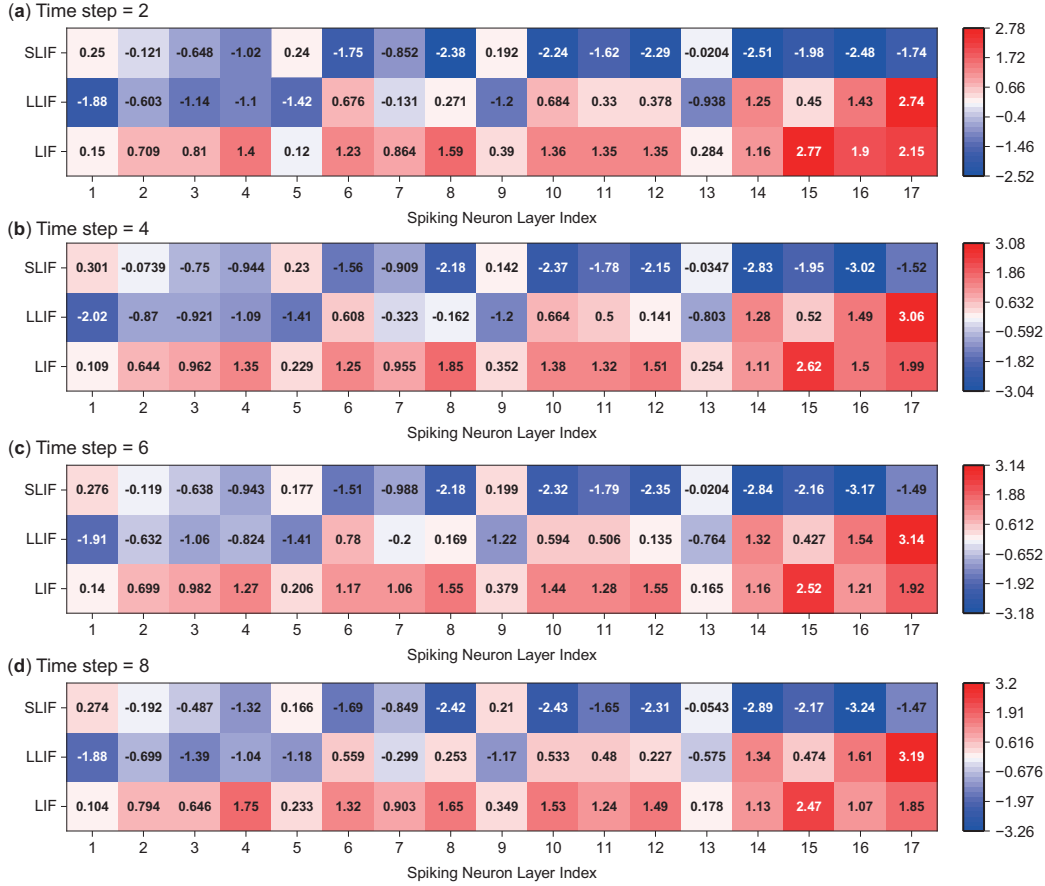 (a) Time step = 2
SLIF 0.25 -0.121 -0.648 -1.02 0.24 -1.75 -0.852 -2.38 0.192 -2.24 -1.62 -2.29 -0.0204 -2.51 -1.98 -2.48 -1.74
LLIF -1.88 -0.603 -1.14 -1.1 -1.42 0.676 -0.131 0.271 -1.2 0.684 0.33 0.378 -0.938 1.25 0.45 1.43 2.74
LIF 0.15 0.709 0.81 1.4 0.12 1.23 0.864 1.59 0.39 1.36 1.35 1.35 0.284 1.16 2.77 1.9 2.15
1 2 3 4 5 6 7 8 9 10 11 12 13 14 15 16 17
Spiking Neuron Layer Index
2.78
1.72
0.66
−0.4
−1.46
−2.52
(b) Time step = 4
SLIF 0.301 -0.0739 -0.75 -0.944 0.23 -1.56 -0.909 -2.18 0.142 -2.37 -1.78 -2.15 -0.0347 -2.83 -1.95 -3.02 -1.52
LLIF -2.02 -0.87 -0.921 -1.09 -1.41 0.608 -0.323 -0.162 -1.2 0.664 0.5 0.141 -0.803 1.28 0.52 1.49 3.06
LIF 0.109 0.644 0.962 1.35 0.229 1.25 0.955 1.85 0.352 1.38 1.32 1.51 0.254 1.11 2.62 1.5 1.99
1 2 3 4 5 6 7 8 9 10 11 12 13 14 15 16 17
Spiking Neuron Layer Index
3.08
1.86
0.632
−0.592
−1.82
−3.04
(c) Time step = 6
SLIF 0.276 -0.119 -0.638 -0.943 0.177 -1.51 -0.988 -2.18 0.199 -2.32 -1.79 -2.35 -0.0204 -2.84 -2.16 -3.17 -1.49
LLIF -1.91 -0.632 -1.06 -0.824 -1.41 0.78 -0.2 0.169 -1.22 0.594 0.506 0.135 -0.764 1.32 0.427 1.54 3.14
LIF 0.14 0.699 0.982 1.27 0.206 1.17 1.06 1.55 0.379 1.44 1.28 1.55 0.165 1.16 2.52 1.21 1.92
1 2 3 4 5 6 7 8 9 10 11 12 13 14 15 16 17
Spiking Neuron Layer Index
3.14
1.88
0.612
−0.652
−1.92
−3.18
(d) Time step = 8
SLIF 0.274 -0.192 -0.487 -1.32 0.166 -1.69 -0.849 -2.42 0.21 -2.43 -1.65 -2.31 -0.0543 -2.89 -2.17 -3.24 -1.47
LLIF -1.88 -0.699 -1.39 -1.04 -1.18 0.559 -0.299 0.253 -1.17 0.533 0.48 0.227 -0.575 1.34 0.474 1.61 3.19
LIF 0.104 0.794 0.646 1.75 0.233 1.32 0.903 1.65 0.349 1.53 1.24 1.49 0.178 1.13 2.47 1.07 1.85
1 2 3 4 5 6 7 8 9 10 11 12 13 14 15 16 17
Spiking Neuron Layer Index
3.2
1.91
0.616
−0.676
−1.97
−3.26